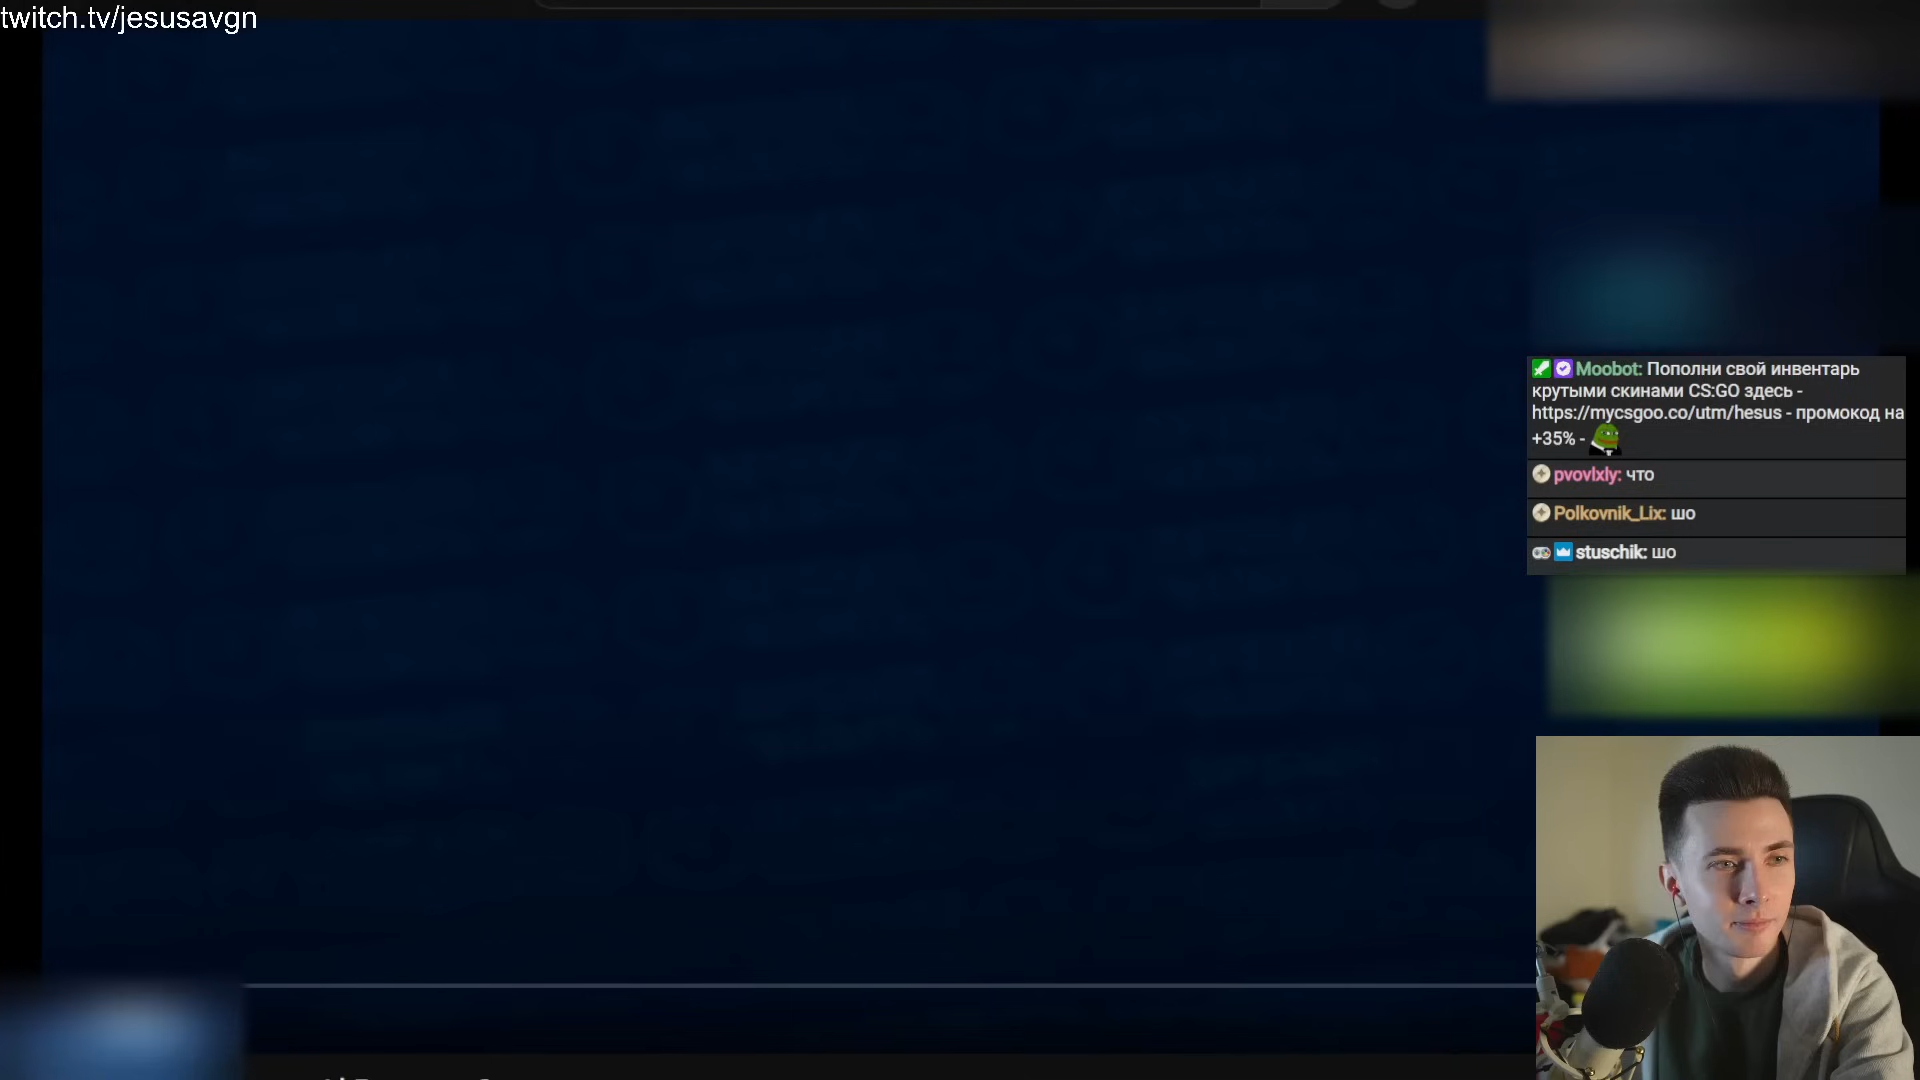 twitch.tv/jesusavgn
Moobot: Пополни свой инвентарь
крутыми скинами CS:GO здесь -
https://mycsgoo.co/utm/hesus - промокод на
+35% -
pvovlxly: что
Polkovnik_Lix: шо
stuschik: шо